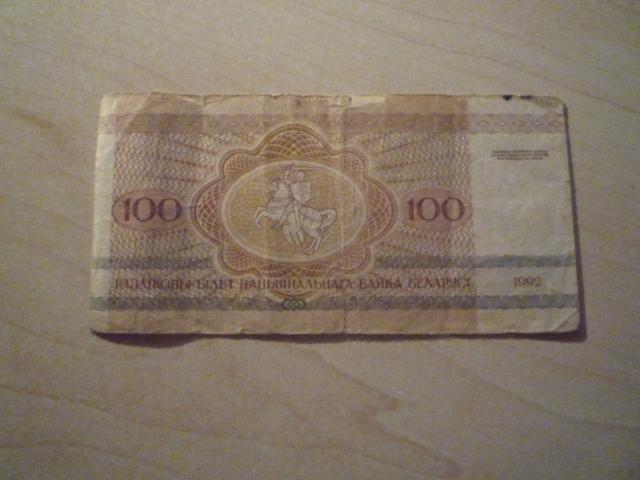 100 100
РАЗЛІКОВЫ БІЛЕТ НАЦЫЯНАЛЬНАГА БАНКА БЕЛАРУСІ 1992